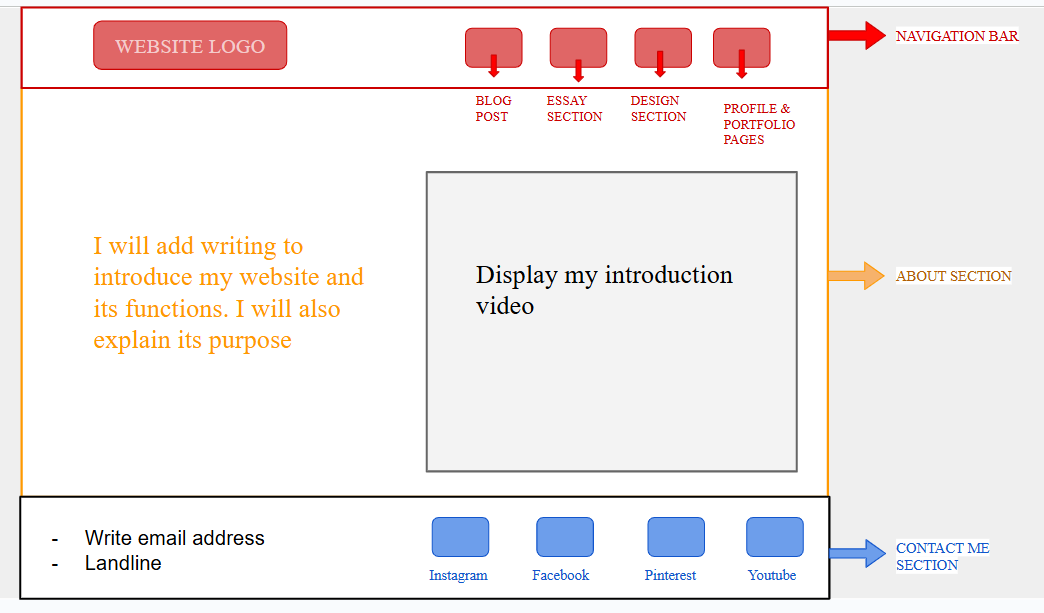 WEBSITE LOGO
NAVIGATION BAR
BLOG
POST
ESSAY
SECTION
DESIGN
SECTION
PROFILE &
PORTFOLIO
PAGES
I will add writing to
introduce my website and
its functions. I will also
explain its purpose
Display my introduction
video
ABOUT SECTION
- Write email address
- Landline
Instagram
Facebook
Pinterest
Youtube
CONTACT ME
SECTION